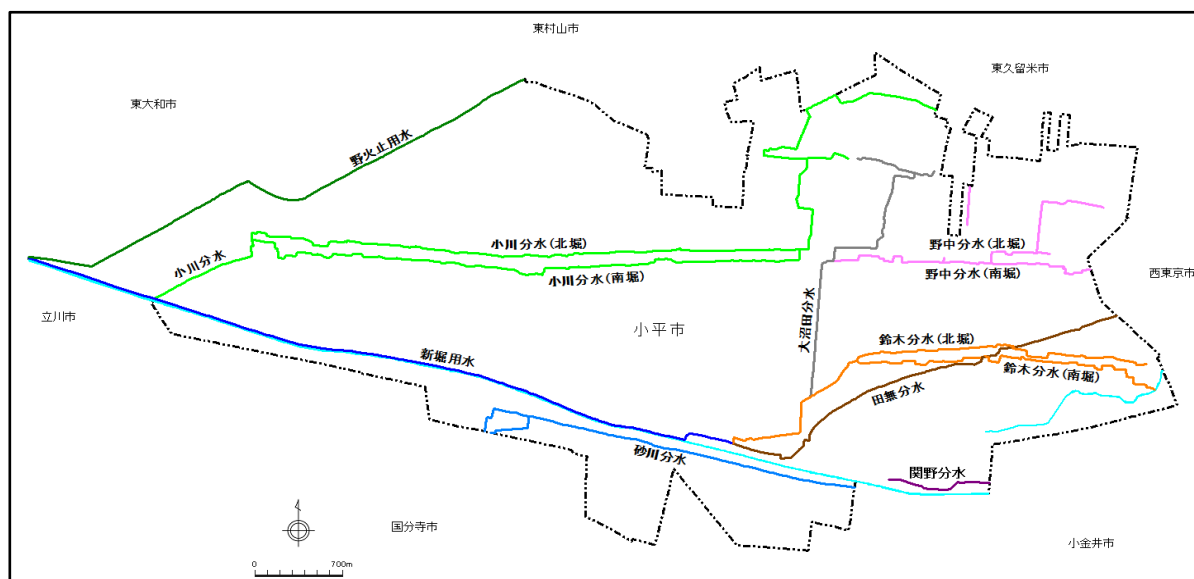 東村山市
東久留米市
東大和市
野火止用水
小川分水
小川分水(北堀)
小川分水(南堀)
野中分水(北堀)
野中分水(南堀)
西東京市
立川市
小平市
大沼田分水
新堀用水
鈴木分水(北堀)
鈴木分水(南堀)
田無分水
砂川分水
関野分水
国分寺市
小金井市
0 700m